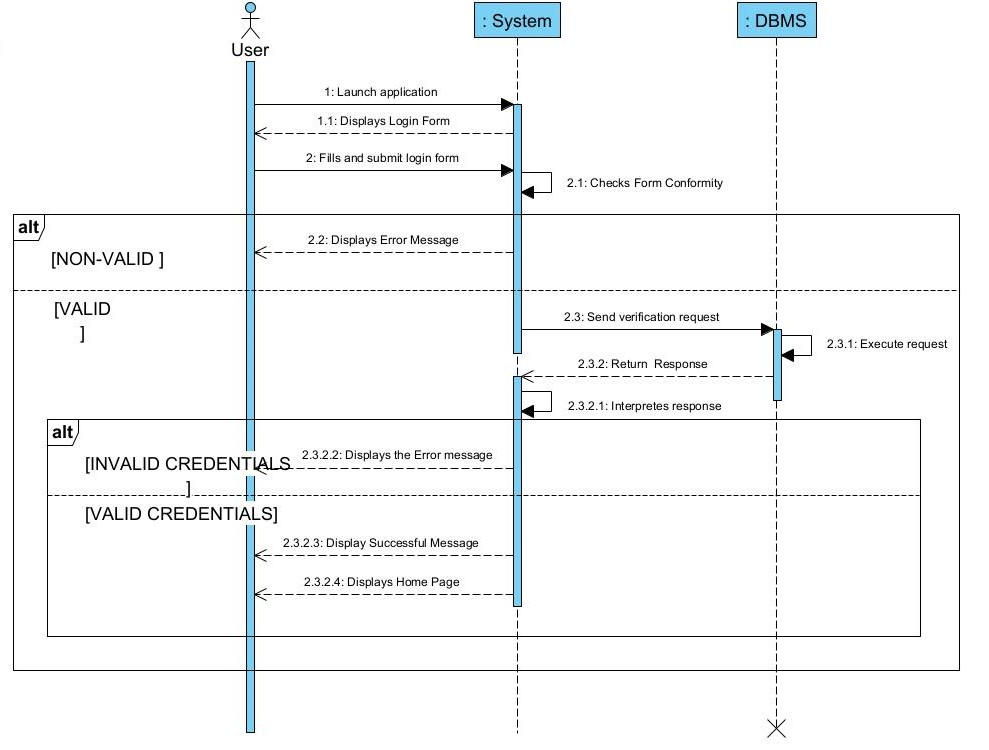 : System
: DBMS
User
1: Launch application
1.1: Displays Login Form
2: Fills and submit login form
2.1: Checks Form Conformity
alt
2.2: Displays Error Message
[NON-VALID ]
[VALID
]
2.3: Send verification request
2.3.1: Execute request
2.3.2: Return Response
2.3.2.1: Interpretes response
alt
2.3.2.2: Displays the Error message
[INVALID CREDENTIALS
]
[VALID CREDENTIALS]
2.3.2.3: Display Successful Message
2.3.2.4: Displays Home Page